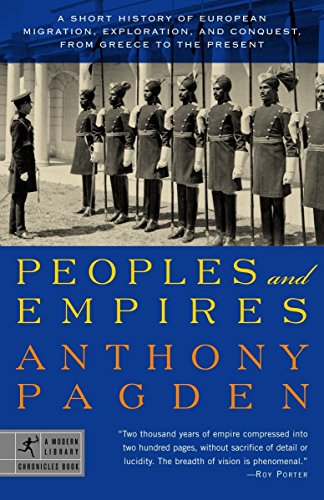 A SHORT HISTORY OF EUROPEAN
MIGRATION, EXPLORATION, AND CONQUEST,
FROM GREECE TO THE PRESENT
PEOPLES and
EMPIRES
ANTHONY
PAGDEN
A MODERN
LIBRARY
CHRONICLES BOOK
"Two thousand years of empire compressed into
two hundred pages, without sacrifice of detail or
lucidity. The breadth of vision is phenomenal."
—ROY PORTER